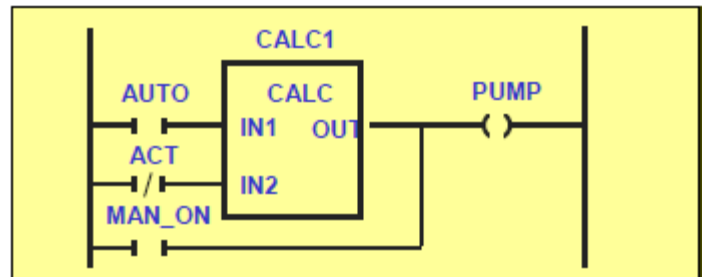 CALC1
AUTO
CALC
PUMP
IN1
OUT
ACT
IN2
MAN_ON